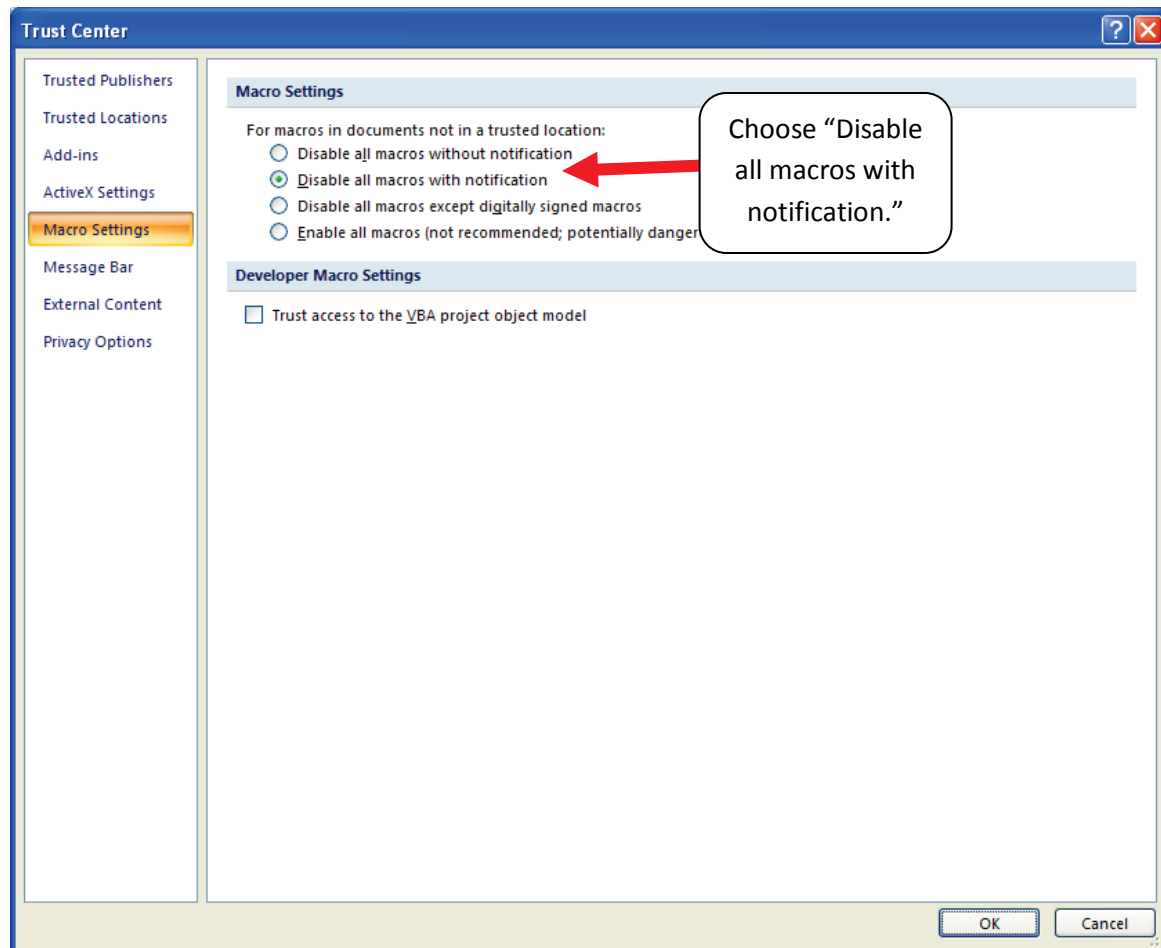 Trust Center
Trusted Publishers
Trusted Locations
Add-ins
ActiveX Settings
Macro Settings
Message Bar
External Content
Privacy Options
Macro Settings
For macros in documents not in a trusted location:
Disable all macros without notification
Disable all macros with notification
Disable all macros except digitally signed macros
Enable all macros (not recommended; potentially danger
Choose “Disable
all macros with
notification.”
Developer Macro Settings
Trust access to the VBA project object model
OK
Cancel